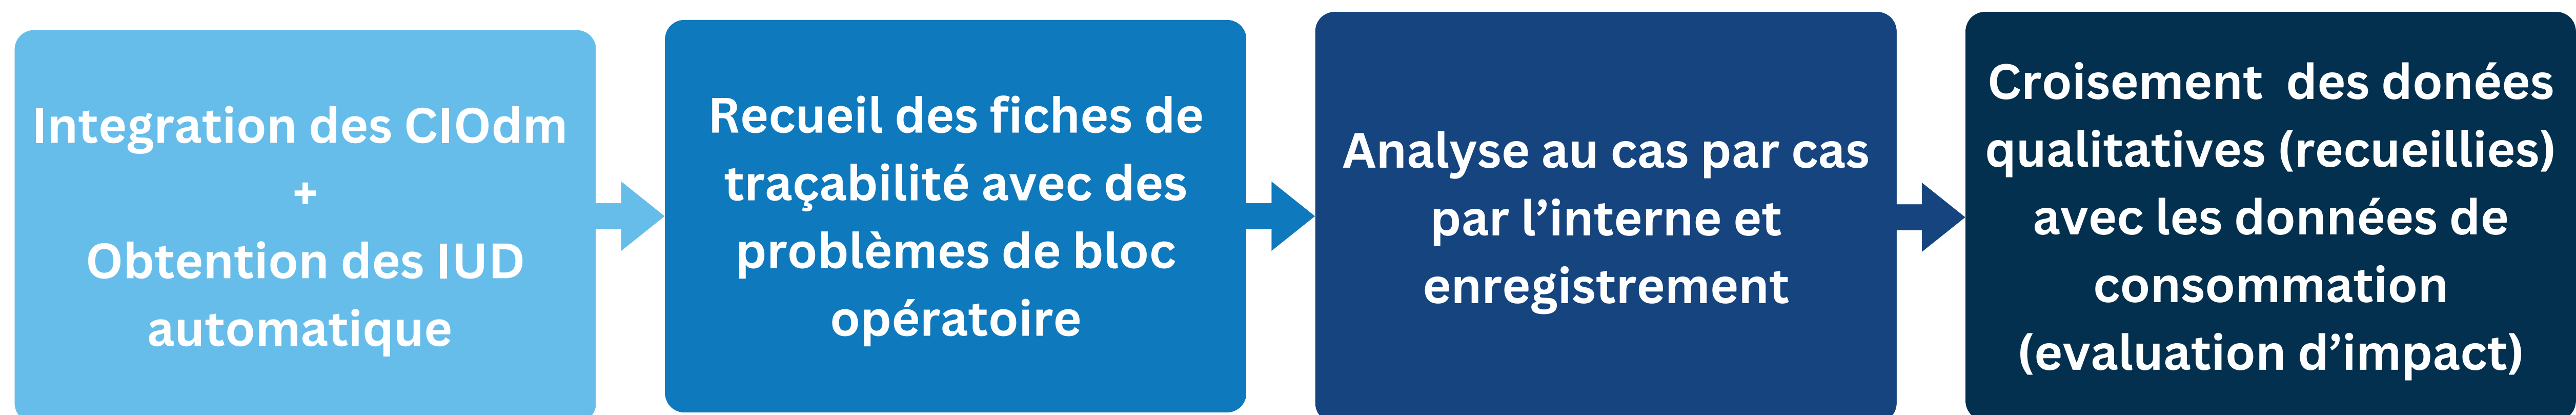 Integration des CIOdm
+
Obtention des IUD
automatique
Recueil des fiches de
traçabilité avec des
problèmes de bloc
opératoire
Analyse au cas par cas
par l’interne et
enregistrement
Croisement des donées
qualitatives (recueillies)
avec les données de
consommation
(evaluation d’impact)